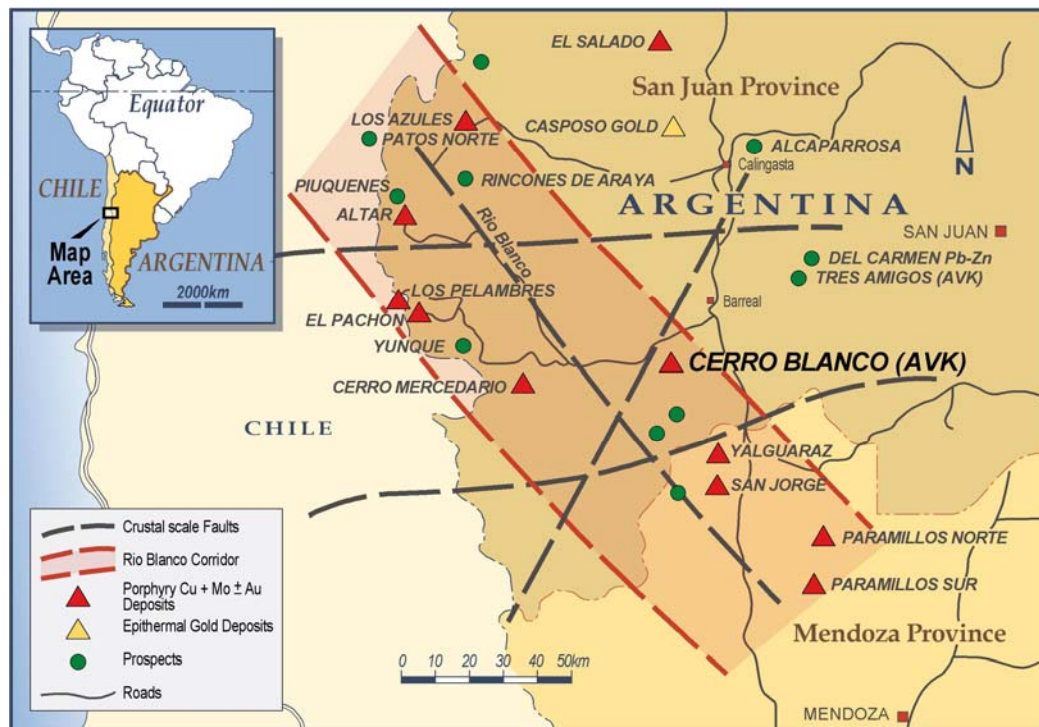 Equator
CHILE
Map
Area
ARGENTINA
2000km
EL SALADO
San Juan Province
LOS AZULES
CASPOSO GOLD
PATOS NORTE
ALCAPARROSA
Calingasta
N
PIUQUENES
RINCONES DE ARAYA
ALTAR
ARGENTINA
Rio Blanco
SAN JUAN
DEL CARMEN Pb-Zn
TRES AMIGOS (AVK)
LOS PELAMBRES
Barreal
EL PACHON
YUNQUE
CERRO BLANCO (AVK)
CERRO MERCEDARIO
CHILE
YALGUARAZ
SAN JORGE
PARAMILLOS NORTE
PARAMILLOS SUR
Mendoza Province
MENDOZA
0 10 20 30 40 50km
Crustal scale Faults
Rio Blanco Corridor
Porphyry Cu + Mo ± Au
Deposits
Epithermal Gold Deposits
Prospects
Roads